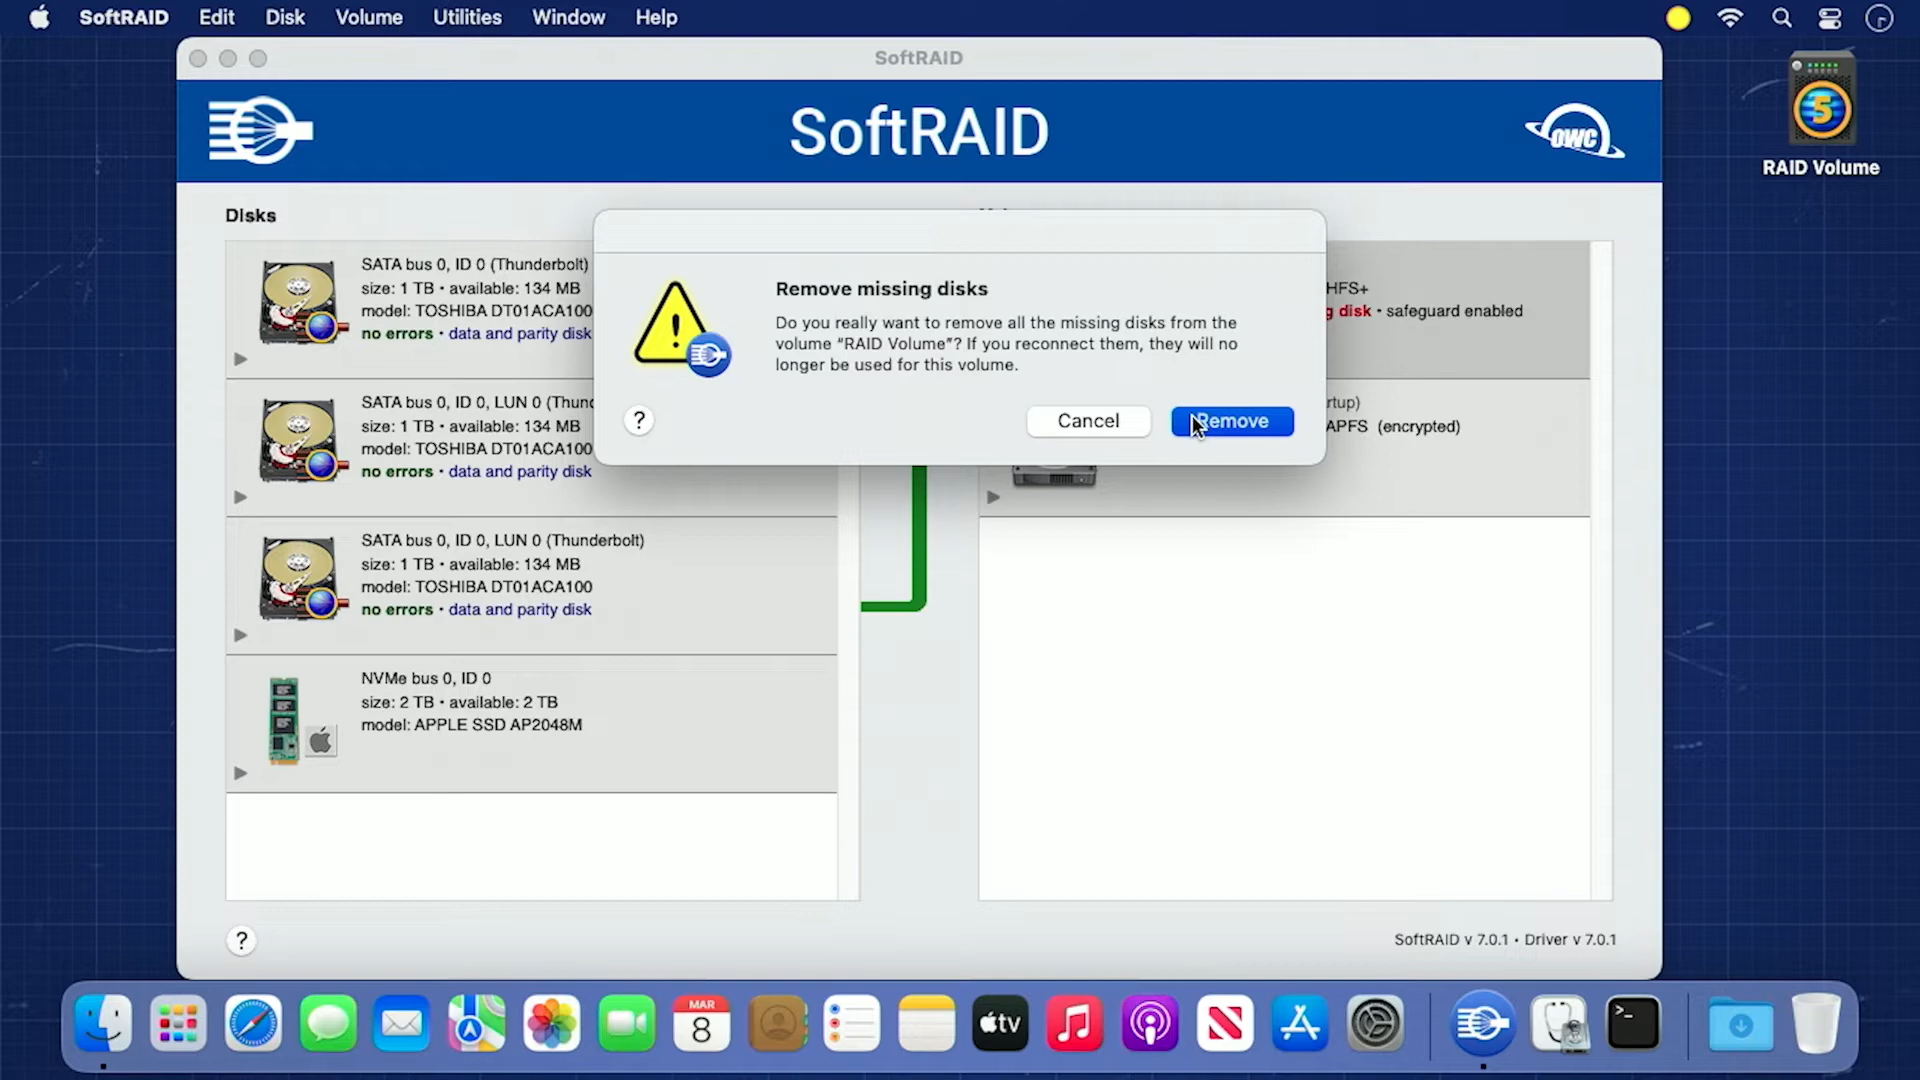 SoftRAID Edit Disk Volume Utilities Window Help
SoftRAID
SoftRAID
OWC
5
RAID Volume
Disks
SATA bus 0, ID 0 (Thunderbolt)
size: 1 TB • available: 134 MB
model: TOSHIBA DT01ACA100
no errors • data and parity disk
SATA bus 0, ID 0, LUN 0 (Thund
size: 1 TB • available: 134 MB
model: TOSHIBA DT01ACA100
no errors • data and parity disk
SATA bus 0, ID 0, LUN 0 (Thunderbolt)
size: 1 TB • available: 134 MB
model: TOSHIBA DT01ACA100
no errors • data and parity disk
NVMe bus 0, ID 0
size: 2 TB • available: 2 TB
model: APPLE SSD AP2048M
Remove missing disks
Do you really want to remove all the missing disks from the
volume “RAID Volume”? If you reconnect them, they will no
longer be used for this volume.
?
Cancel
Remove
HFS+
g disk • safeguard enabled
rtup)
APFS (encrypted)
?
SoftRAID v 7.0.1 • Driver v 7.0.1
MAR
8
tv
>_